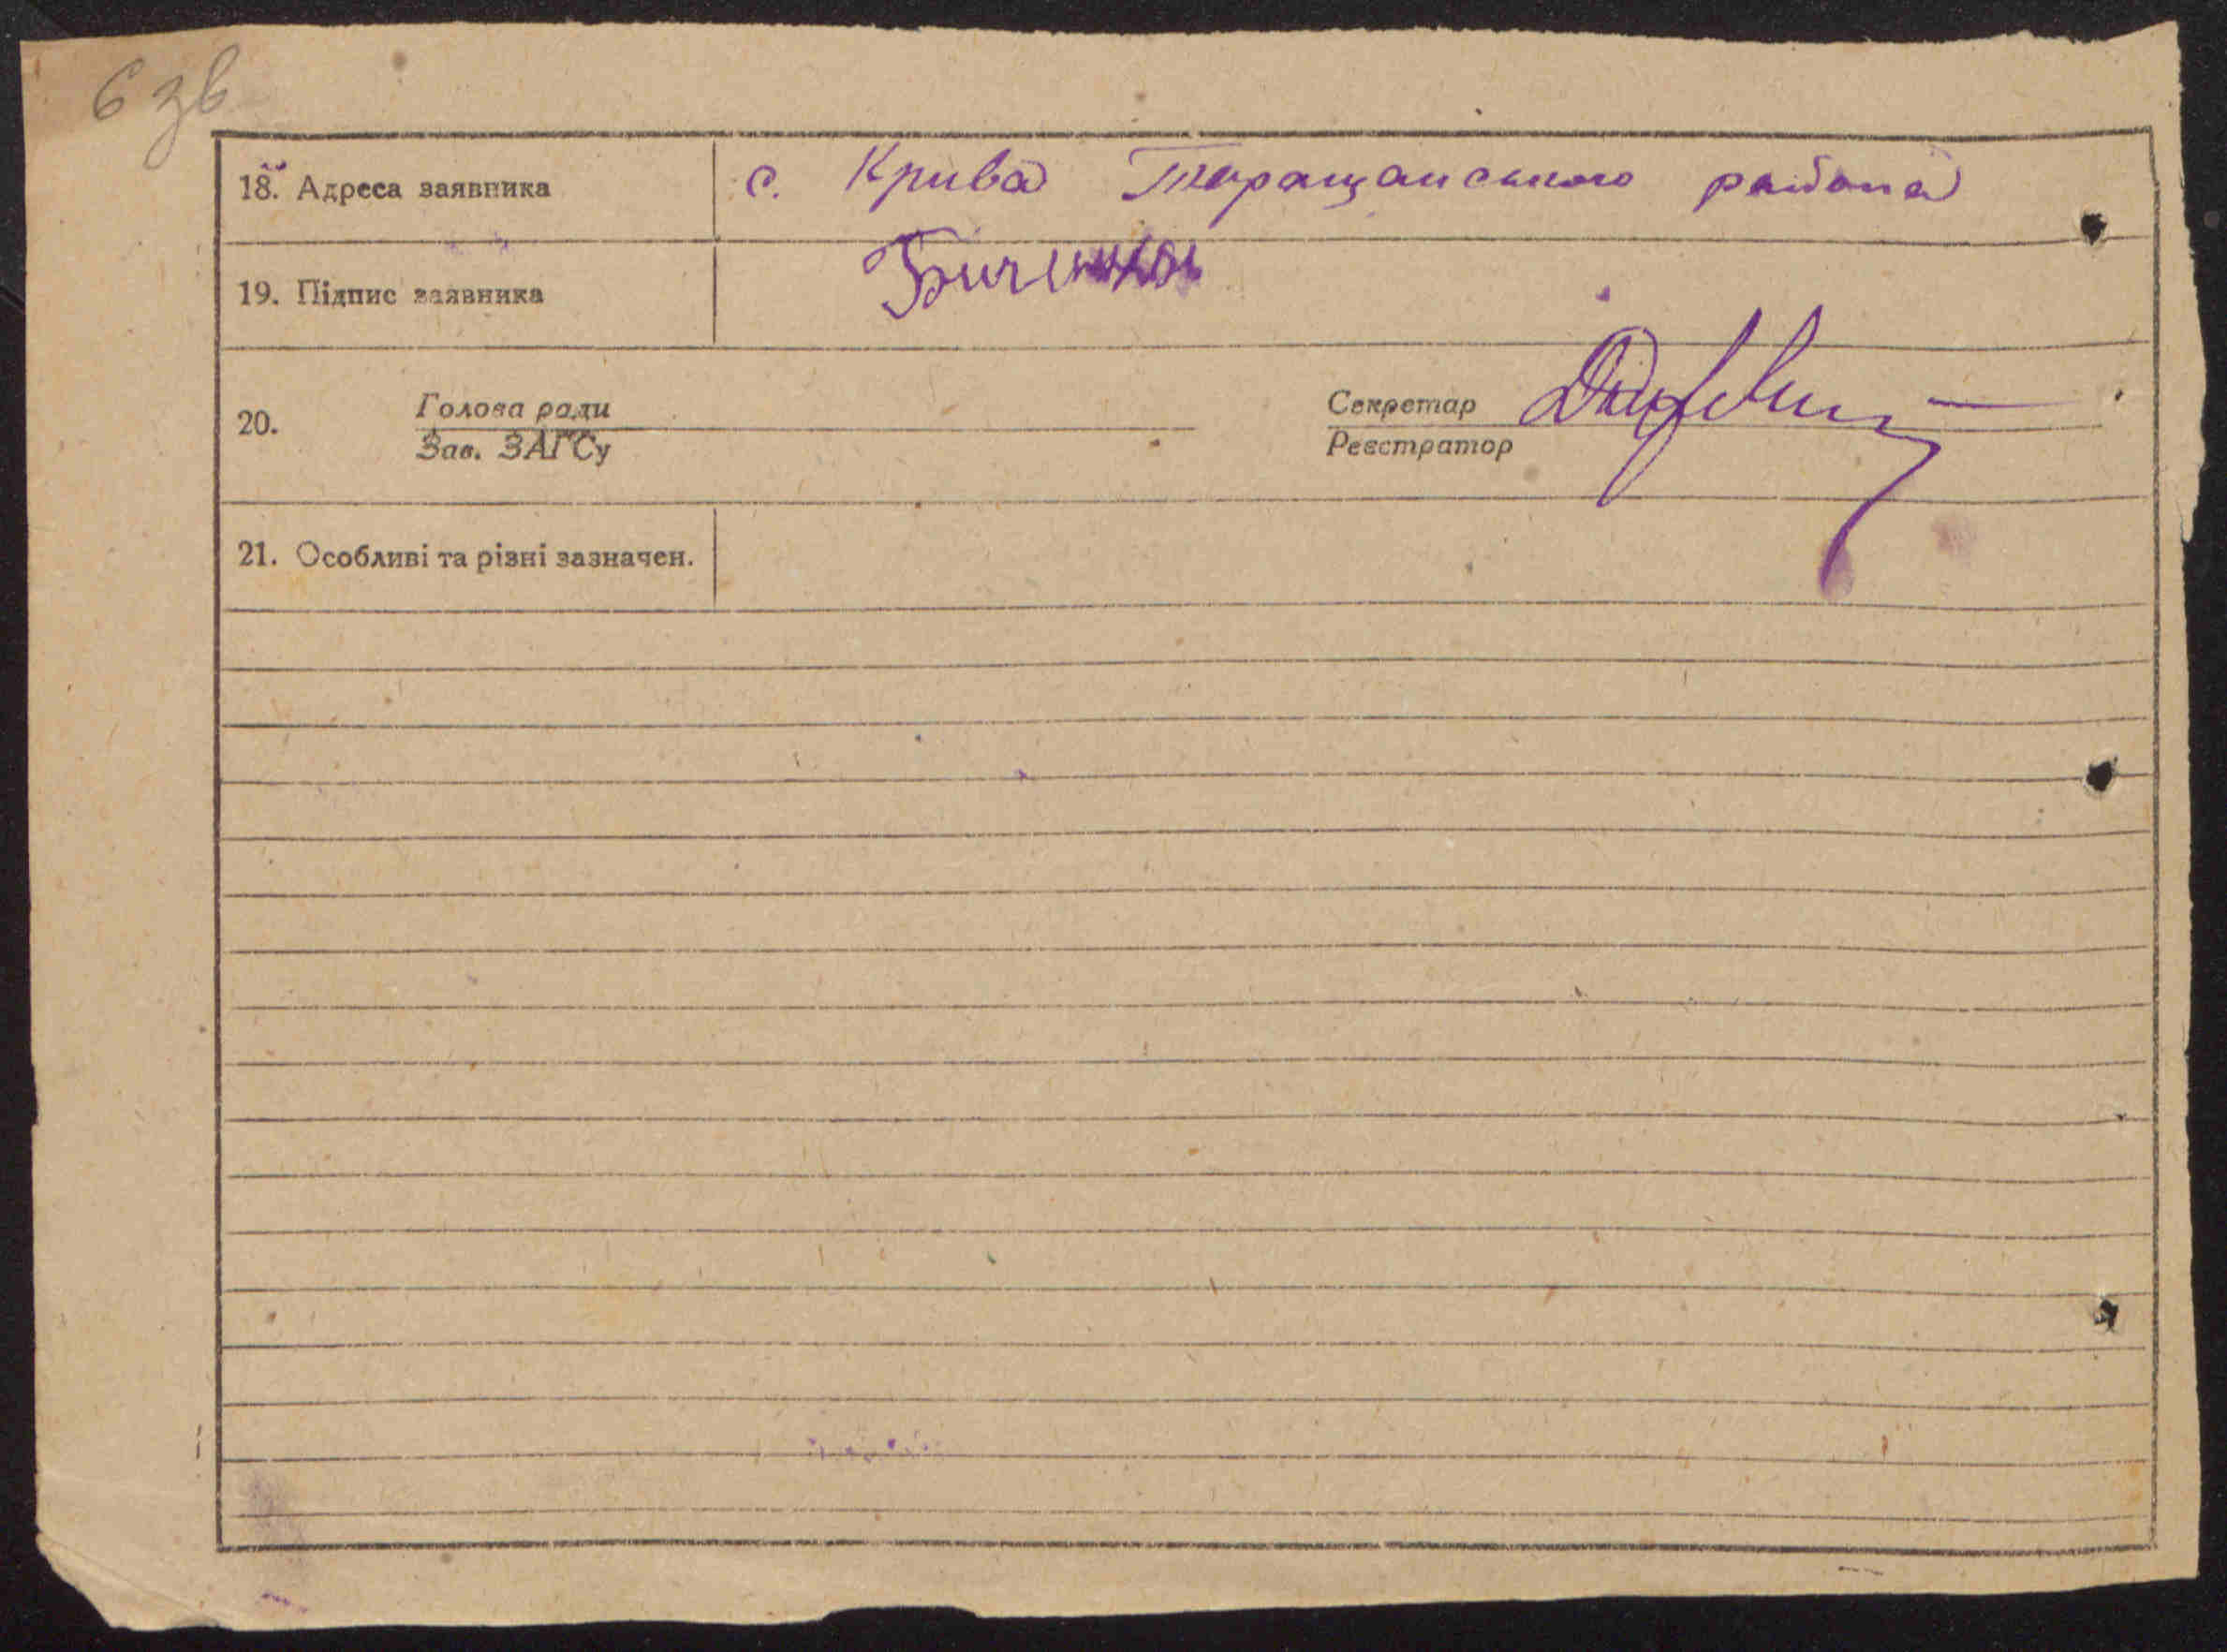 6 зв
18. Адреса заявника с. Крива Таращанського района
19. Підпис заявника
20. Голова ради Секретар
Зав. ЗАГСу Реєстратор
21. Особливі та різні зазначен.